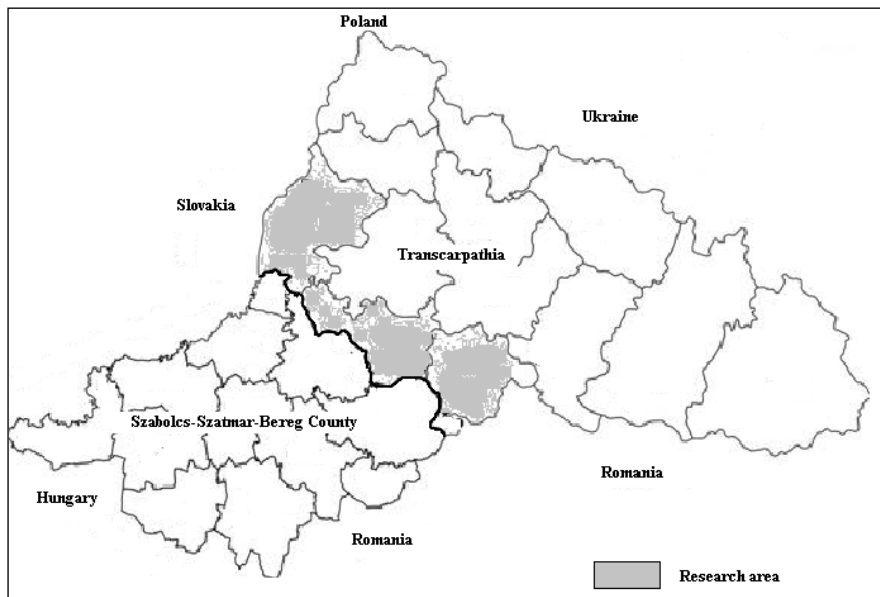 Poland
Ukraine
Slovakia
Transcarpathia
Szabolcs-Szatmar-Bereg County
Romania
Hungary
Romania
Research area